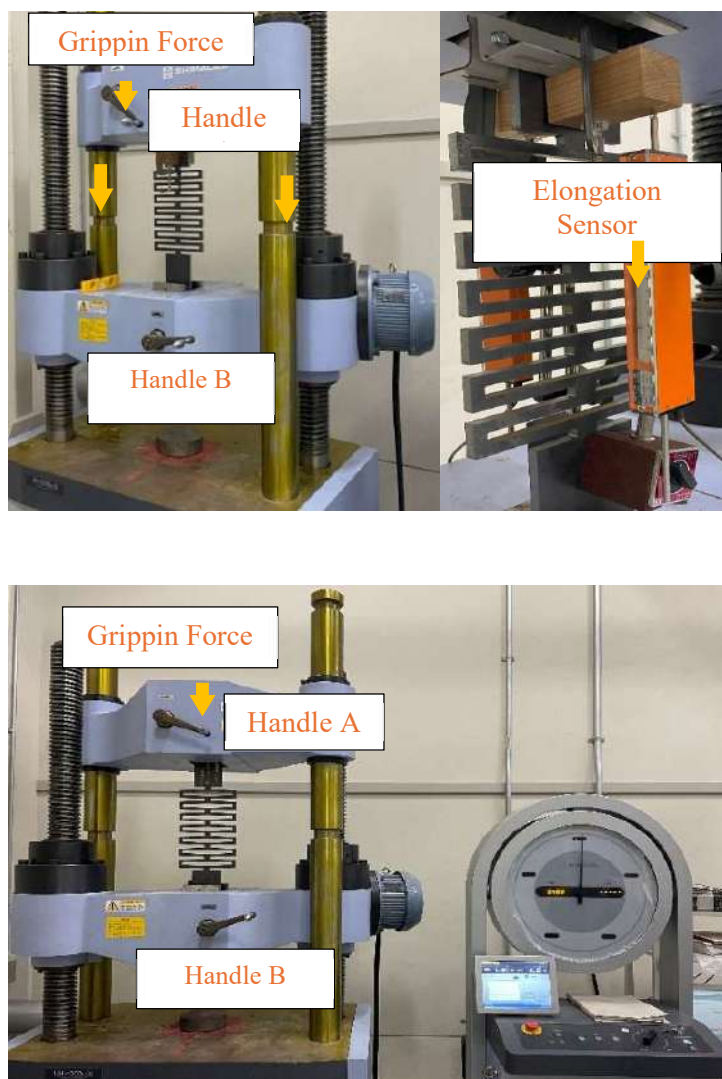 Grippin Force
Handle
Elongation
Sensor
Handle B
Grippin Force
Handle A
Handle B